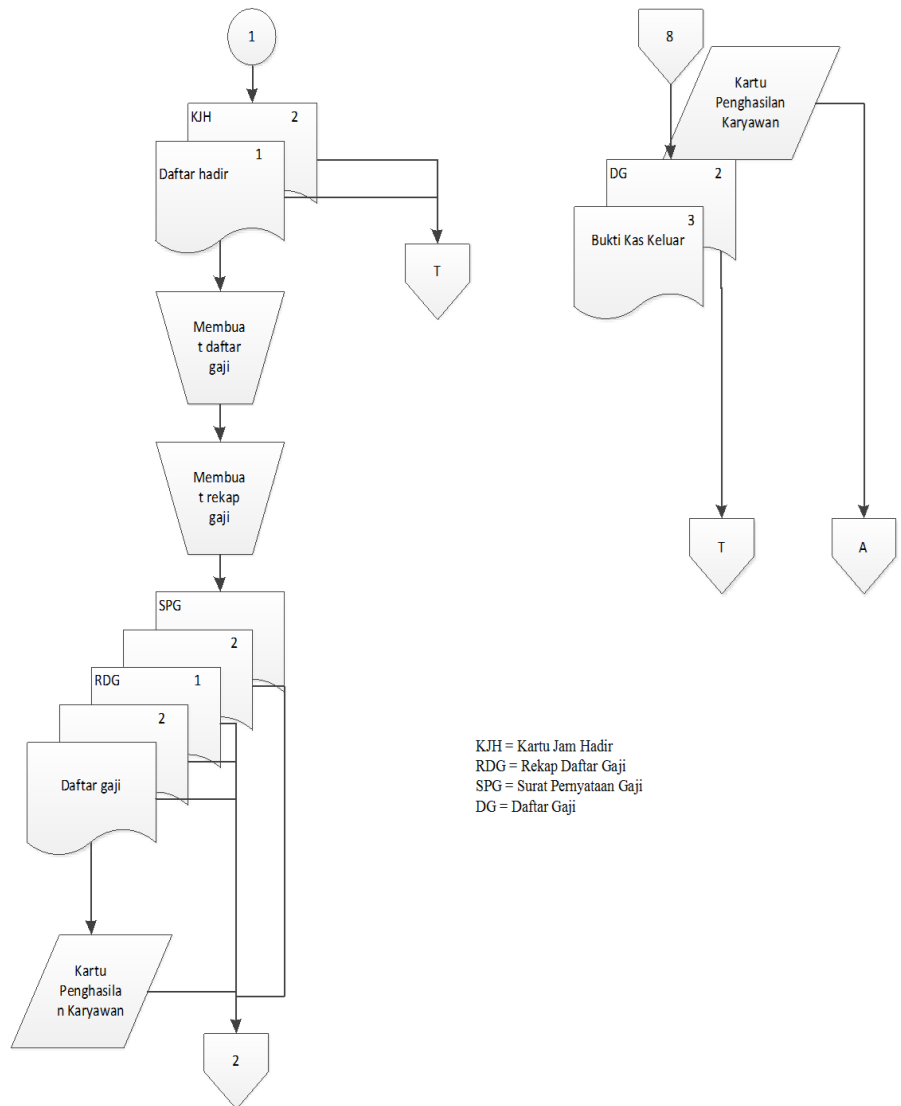 1
KJH 2
1
Daftar hadir
T
Membua
t daftar
gaji
Membua
t rekap
gaji
SPG
2
RDG 1
2
Daftar gaji
Kartu
Penghasila
n Karyawan
2
8
Kartu
Penghasilan
Karyawan
DG 2
3
Bukti Kas Keluar
T
A
KJH = Kartu Jam Hadir
RDG = Rekap Daftar Gaji
SPG = Surat Pernyataan Gaji
DG = Daftar Gaji